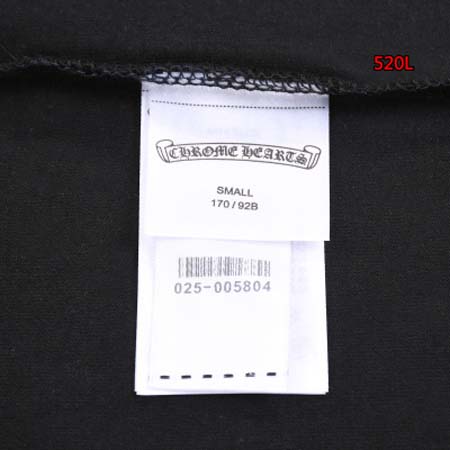 520L
CHROME HEARTS
SMALL
170 / 92B
025-005804